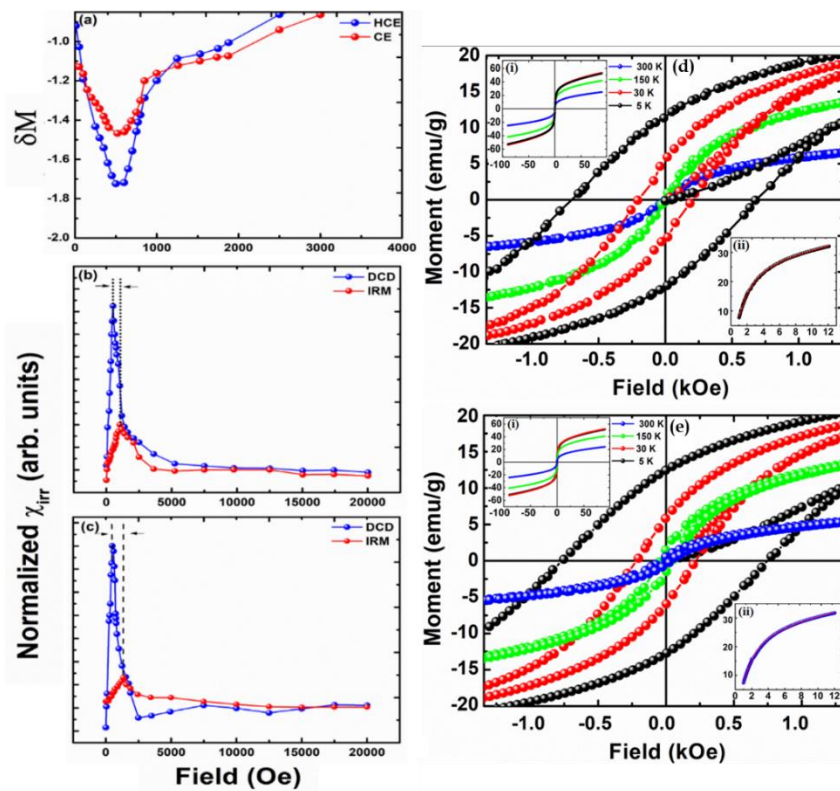 (a)
HCE
CE
δM
-1.0
-1.2
-1.4
-1.6
-1.8
-2.0
0 1000 2000 3000 4000
(b)
DCD
IRM
0 5000 10000 15000 20000
(c)
DCD
IRM
0 5000 10000 15000 20000
Normalized χirr (arb. units)
Field (Oe)
(d)
20
15
10
5
0
-5
-10
-15
-20
Moment (emu/g)
-1.0 -0.5 0.0 0.5 1.0
Field (kOe)
(i)
60
40
20
0
-20
-40
-60
-100 -50 0 50
300 K
150 K
30 K
5 K
(ii)
30
20
10
2 4 6 8 10 12
(e)
20
15
10
5
0
-5
-10
-15
-20
Moment (emu/g)
-1.0 -0.5 0.0 0.5 1.0
Field (kOe)
(i)
60
40
20
0
-20
-40
-60
-100 -50 0 50
300 K
150 K
30 K
5 K
(ii)
30
20
10
0 2 4 6 8 10 12